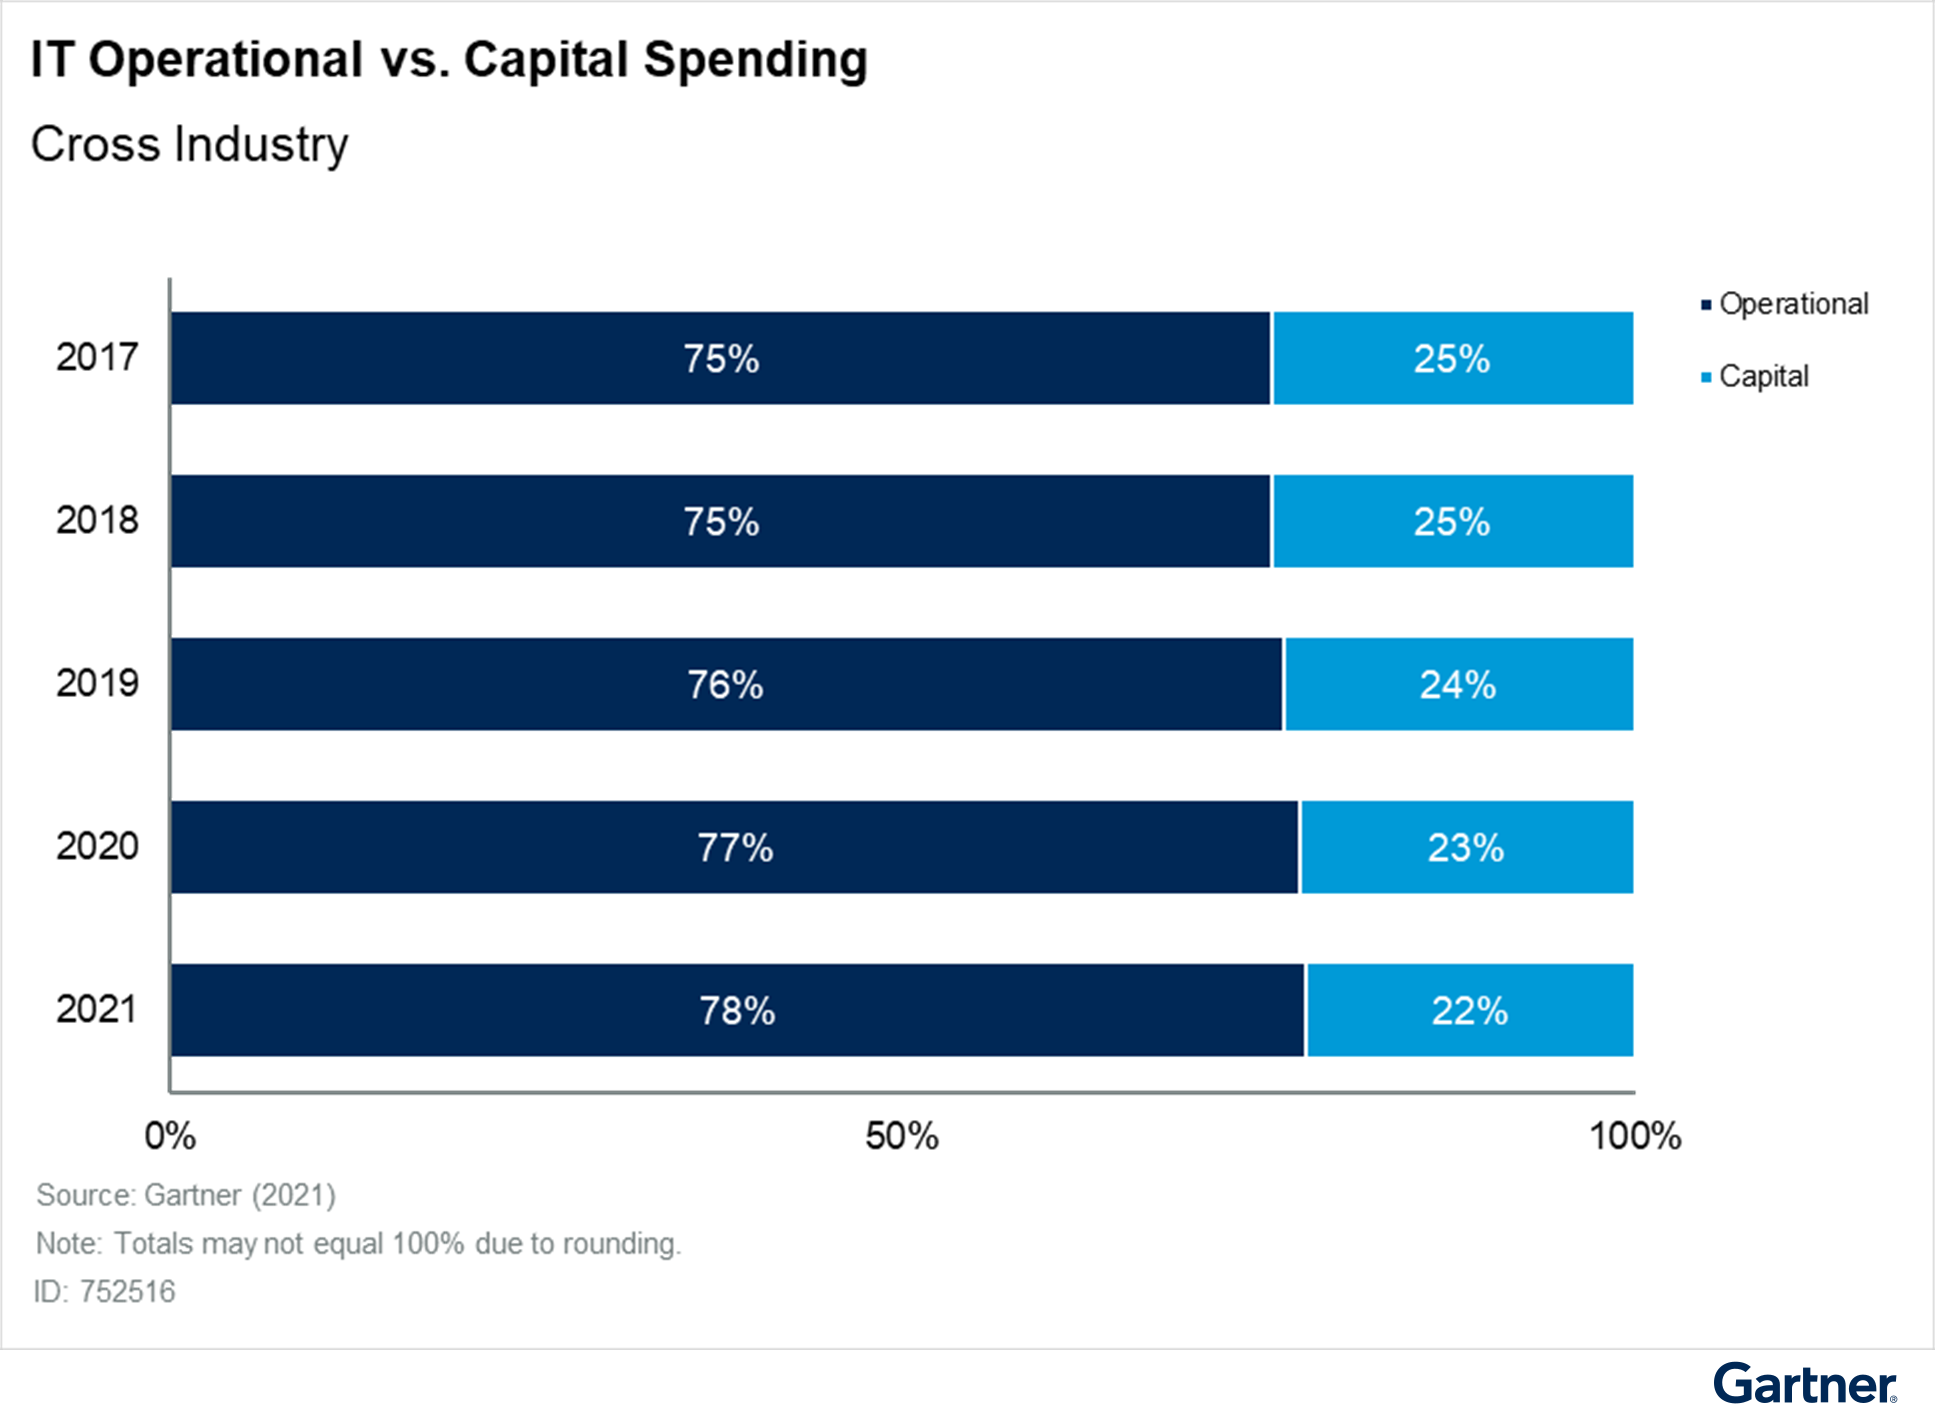 IT Operational vs. Capital Spending
Cross Industry
Operational
Capital
2017 75% 25%
2018 75% 25%
2019 76% 24%
2020 77% 23%
2021 78% 22%
0% 50% 100%
Source: Gartner (2021)
Note: Totals may not equal 100% due to rounding.
ID: 752516
Gartner®